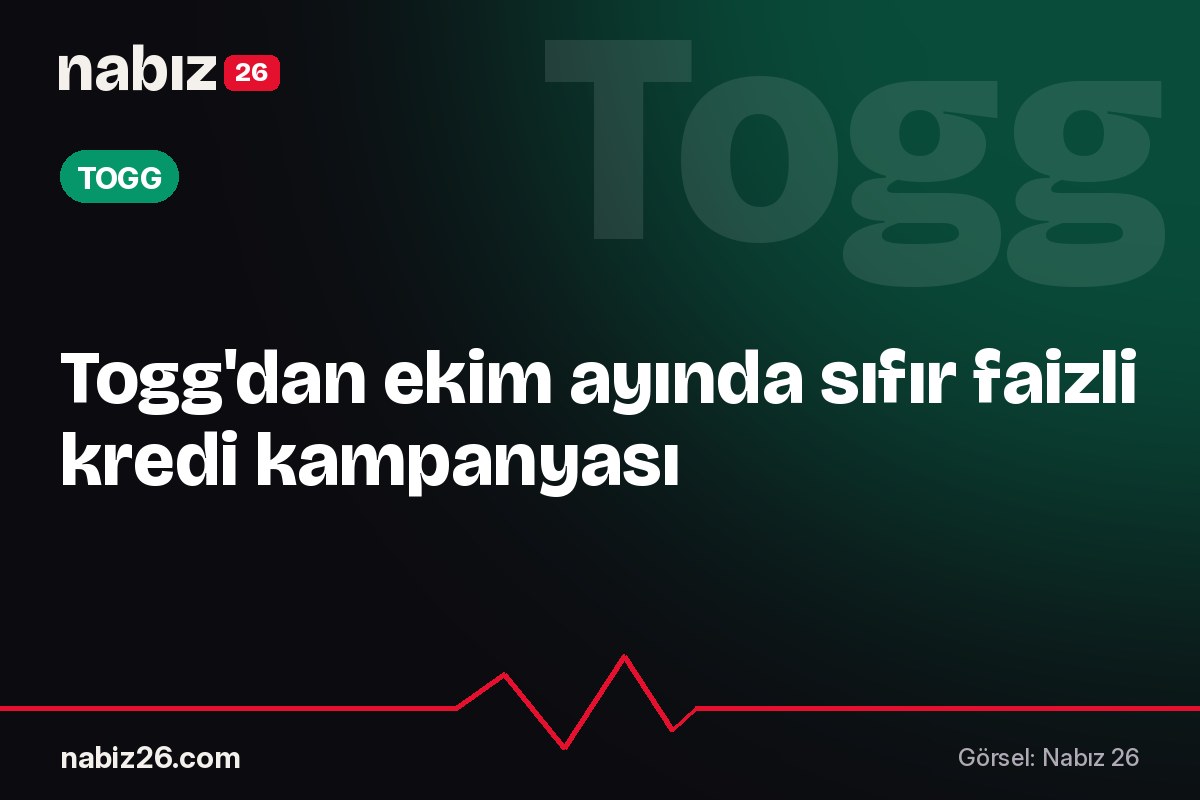 nabız 26
Togg
TOGG
Togg'dan ekim ayında sıfır faizli
kredi kampanyası
nabiz26.com
Görsel: Nabız 26